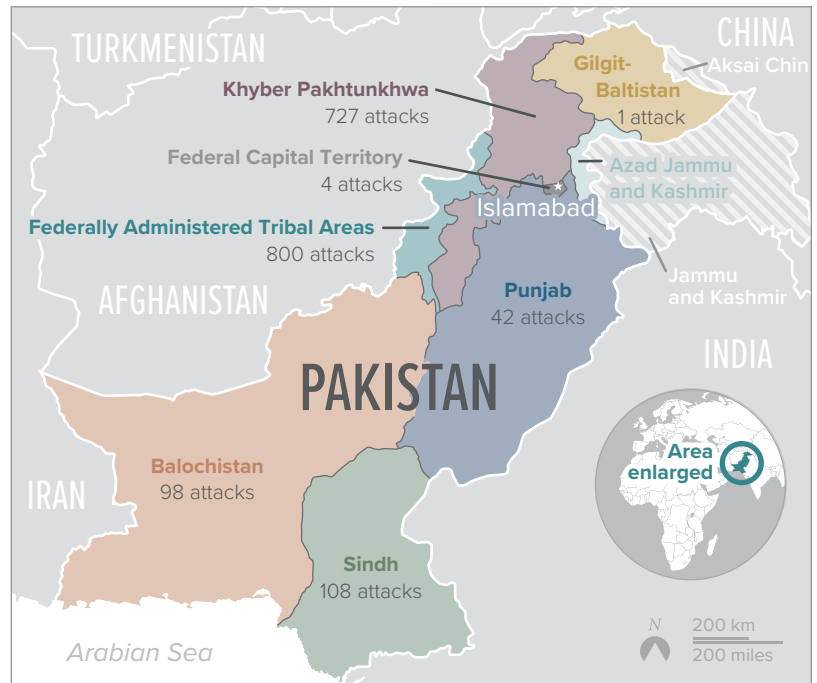 TURKMENISTAN
CHINA
Aksai Chin
Gilgit-
Baltistan
1 attack
Khyber Pakhtunkhwa
727 attacks
Federal Capital Territory
4 attacks
Azad Jammu
and Kashmir
Islamabad
Federally Administered Tribal Areas
800 attacks
Jammu
and Kashmir
AFGHANISTAN
Punjab
42 attacks
INDIA
PAKISTAN
Area
enlarged
Balochistan
98 attacks
IRAN
Sindh
108 attacks
Arabian Sea
N
200 km
200 miles